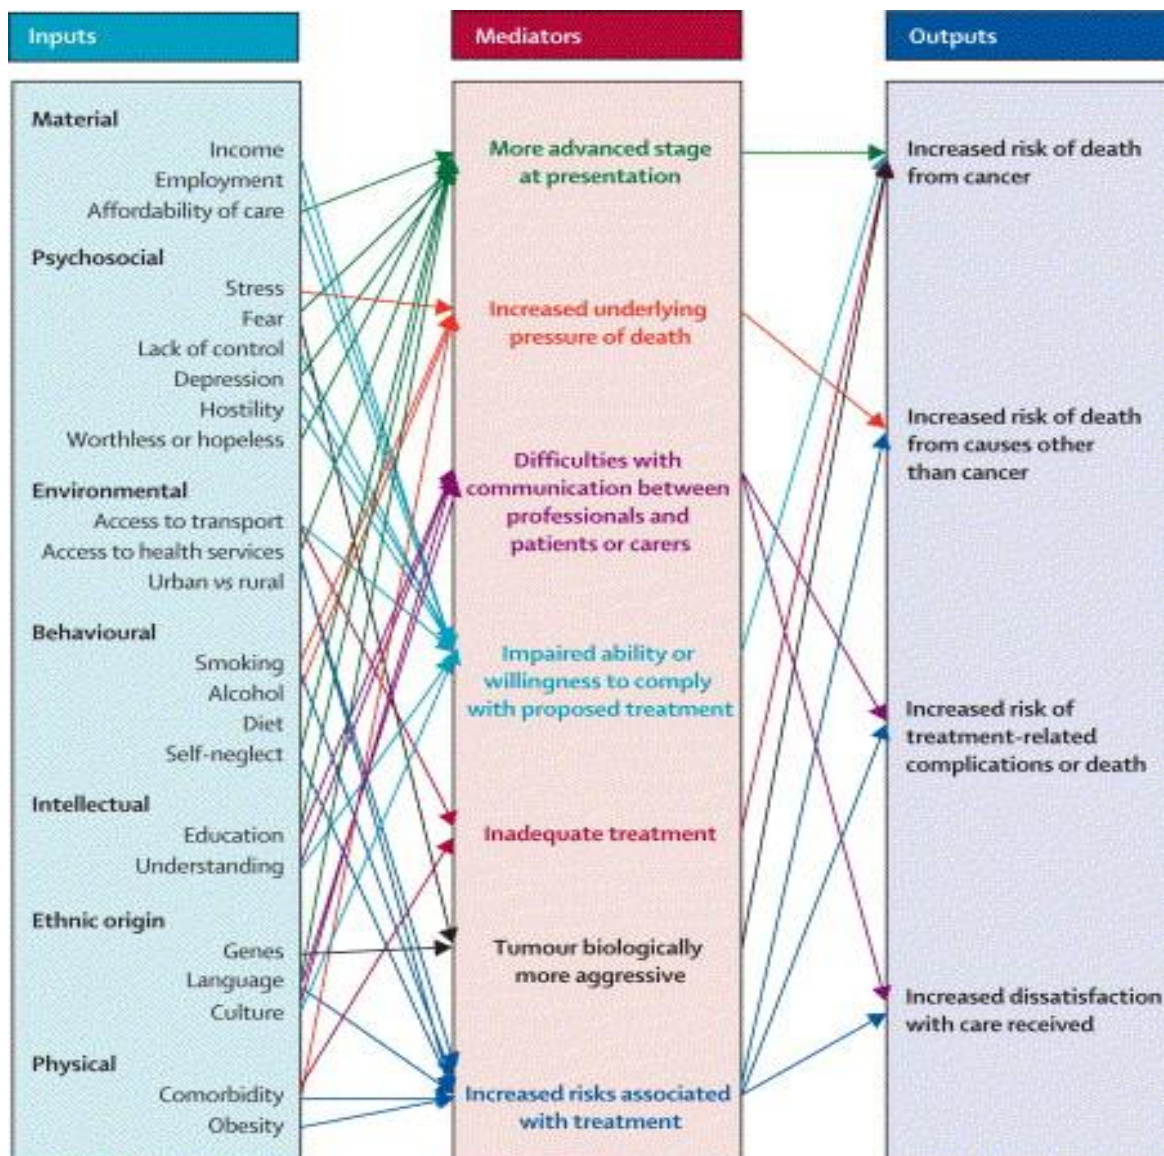 Inputs
Mediators
Outputs
Material
Income
Employment
Affordability of care
Psychosocial
Stress
Fear
Lack of control
Depression
Hostility
Worthless or hopeless
Environmental
Access to transport
Access to health services
Urban vs rural
Behavioural
Smoking
Alcohol
Diet
Self-neglect
Intellectual
Education
Understanding
Ethnic origin
Genes
Language
Culture
Physical
Comorbidity
Obesity
More advanced stage
at presentation
Increased underlying
pressure of death
Difficulties with
communication between
professionals and
patients or carers
Impaired ability or
willingness to comply
with proposed treatment
Inadequate treatment
Tumour biologically
more aggressive
Increased risks associated
with treatment
Increased risk of death
from cancer
Increased risk of death
from causes other
than cancer
Increased risk of
treatment-related
complications or death
Increased dissatisfaction
with care received